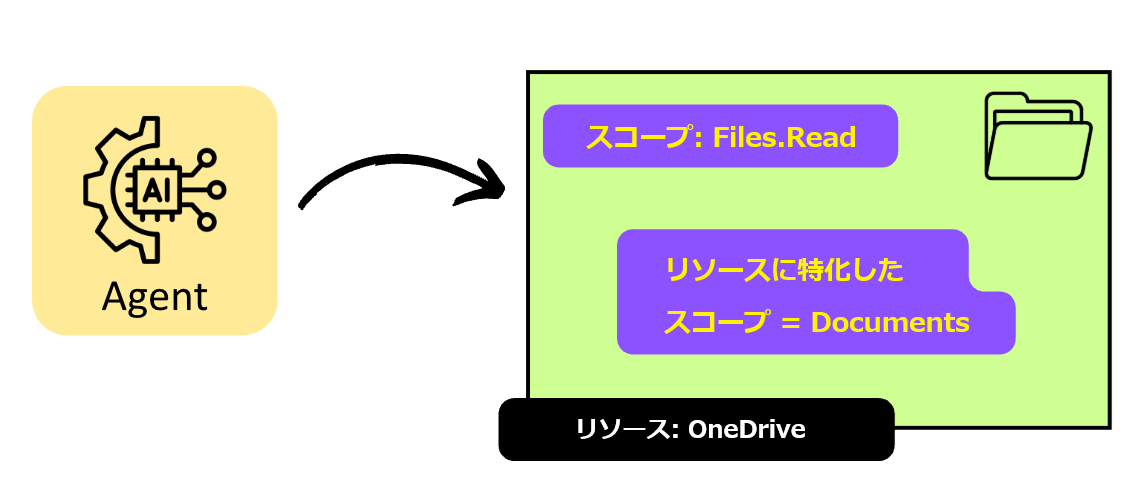 AI
Agent
スコープ: Files.Read
リソースに特化した
スコープ = Documents
リソース: OneDrive